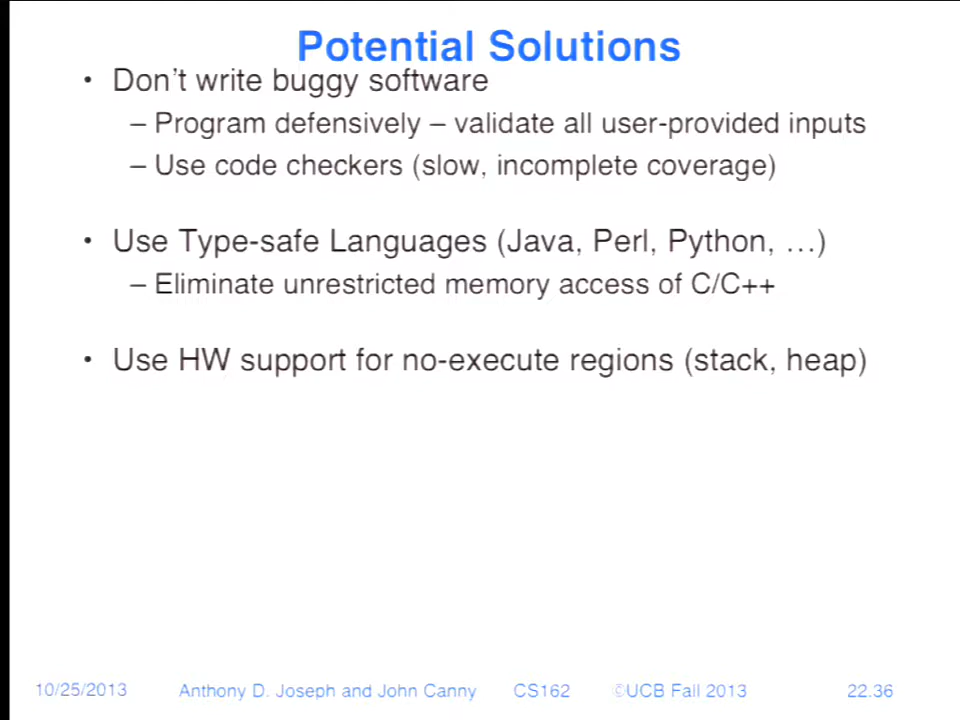 Potential Solutions
• Don't write buggy software
– Program defensively – validate all user-provided inputs
– Use code checkers (slow, incomplete coverage)
• Use Type-safe Languages (Java, Perl, Python, …)
– Eliminate unrestricted memory access of C/C++
• Use HW support for no-execute regions (stack, heap)
10/25/2013 Anthony D. Joseph and John Canny CS162 ©UCB Fall 2013 22.36